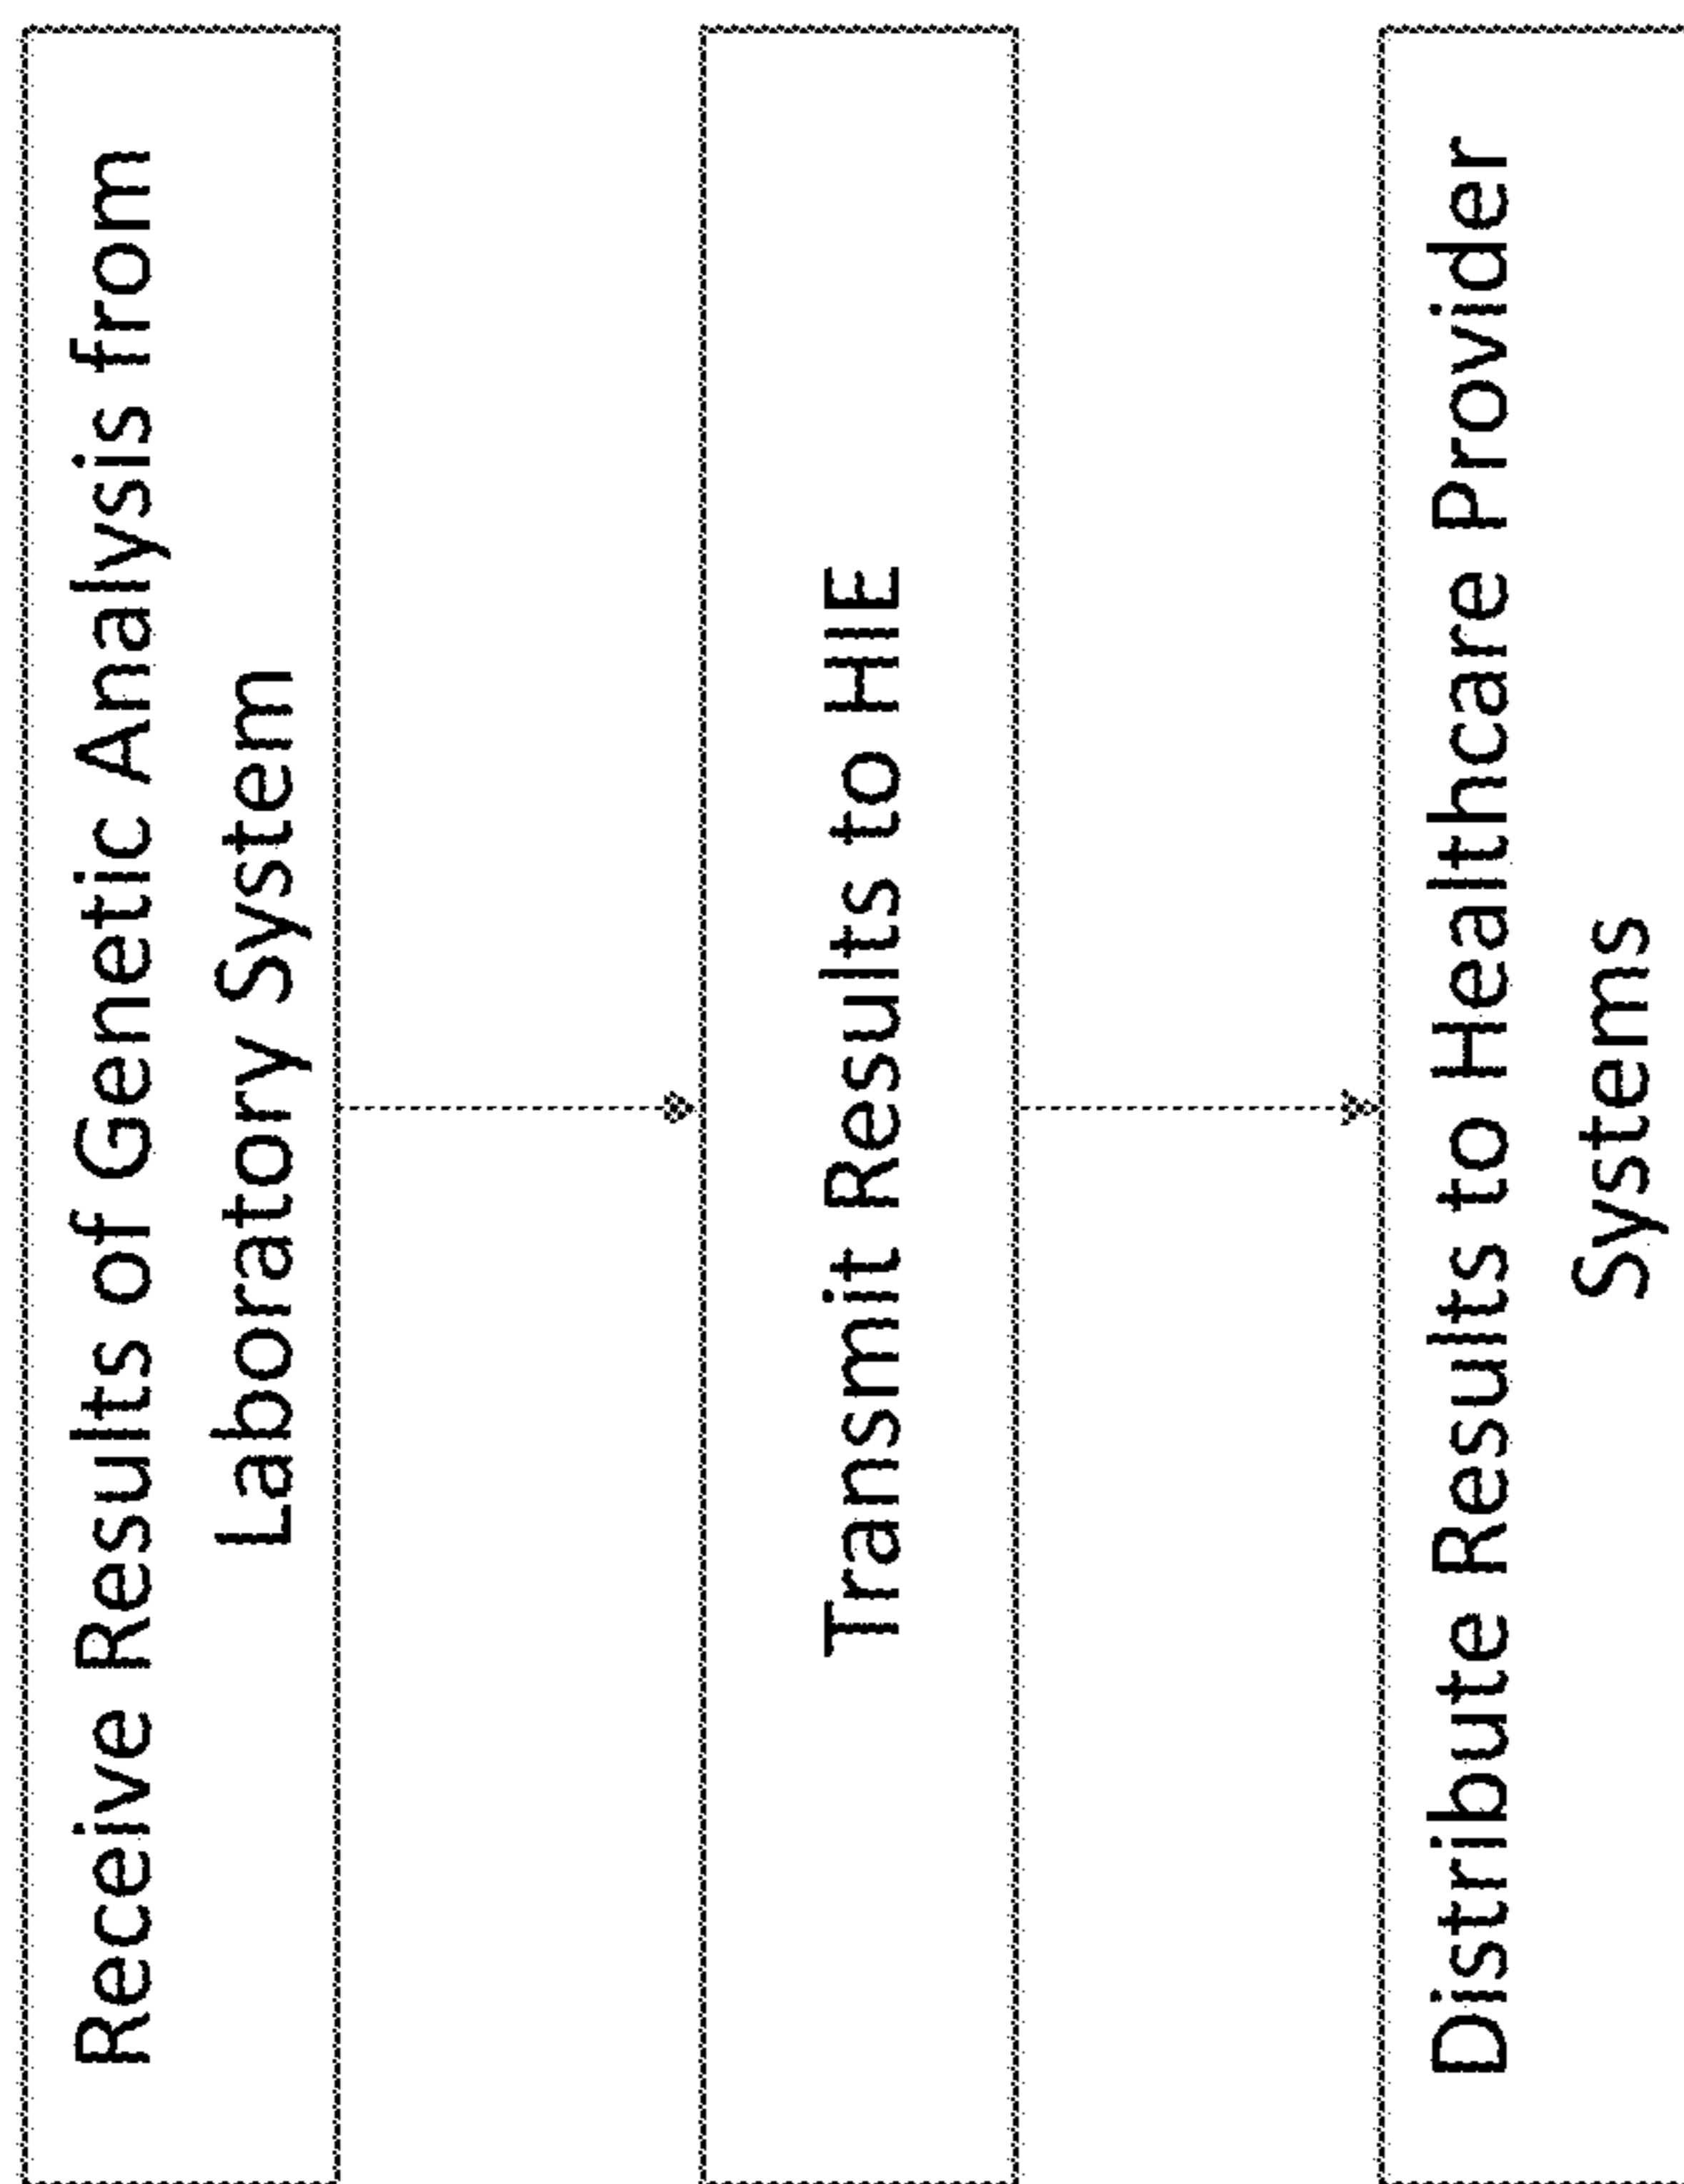 Receive Results of Genetic Analysis from
Laboratory System
Transmit Results to HIE
Distribute Results to Healthcare Provider
Systems